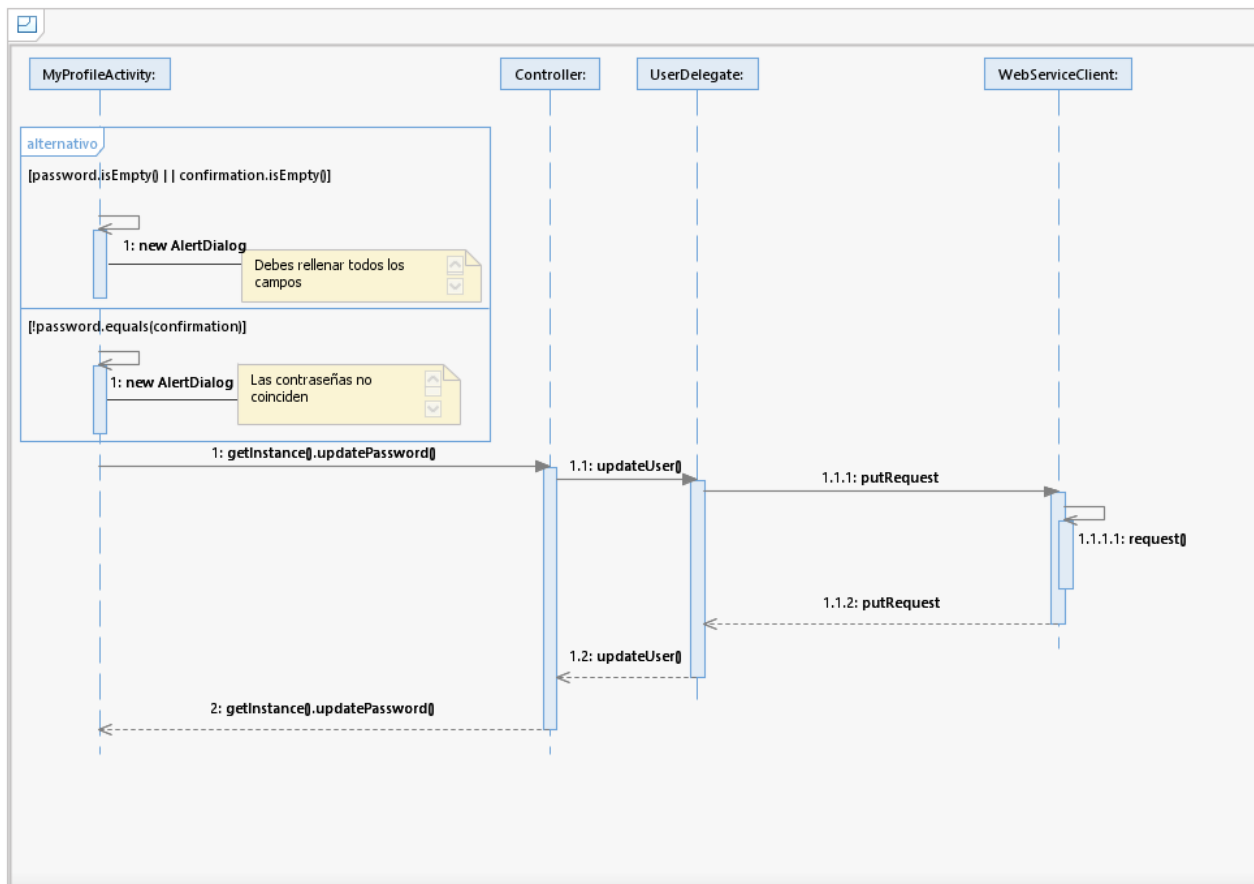 MyProfileActivity:
Controller:
UserDelegate:
WebServiceClient:
alternativo
[password.isEmpty() || confirmation.isEmpty()]
1: new AlertDialog
Debes rellenar todos los
campos
[!password.equals(confirmation)]
1: new AlertDialog
Las contraseñas no
coinciden
1: getInstance().updatePassword()
1.1: updateUser()
1.1.1: putRequest
1.1.1.1: request()
1.1.2: putRequest
1.2: updateUser()
2: getInstance().updatePassword()